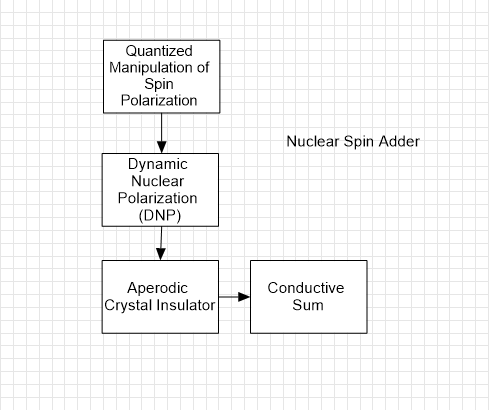 Quantized
Manipulation of
Spin
Polarization
Nuclear Spin Adder
Dynamic
Nuclear
Polarization
(DNP)
Aperodic
Crystal Insulator
Conductive
Sum